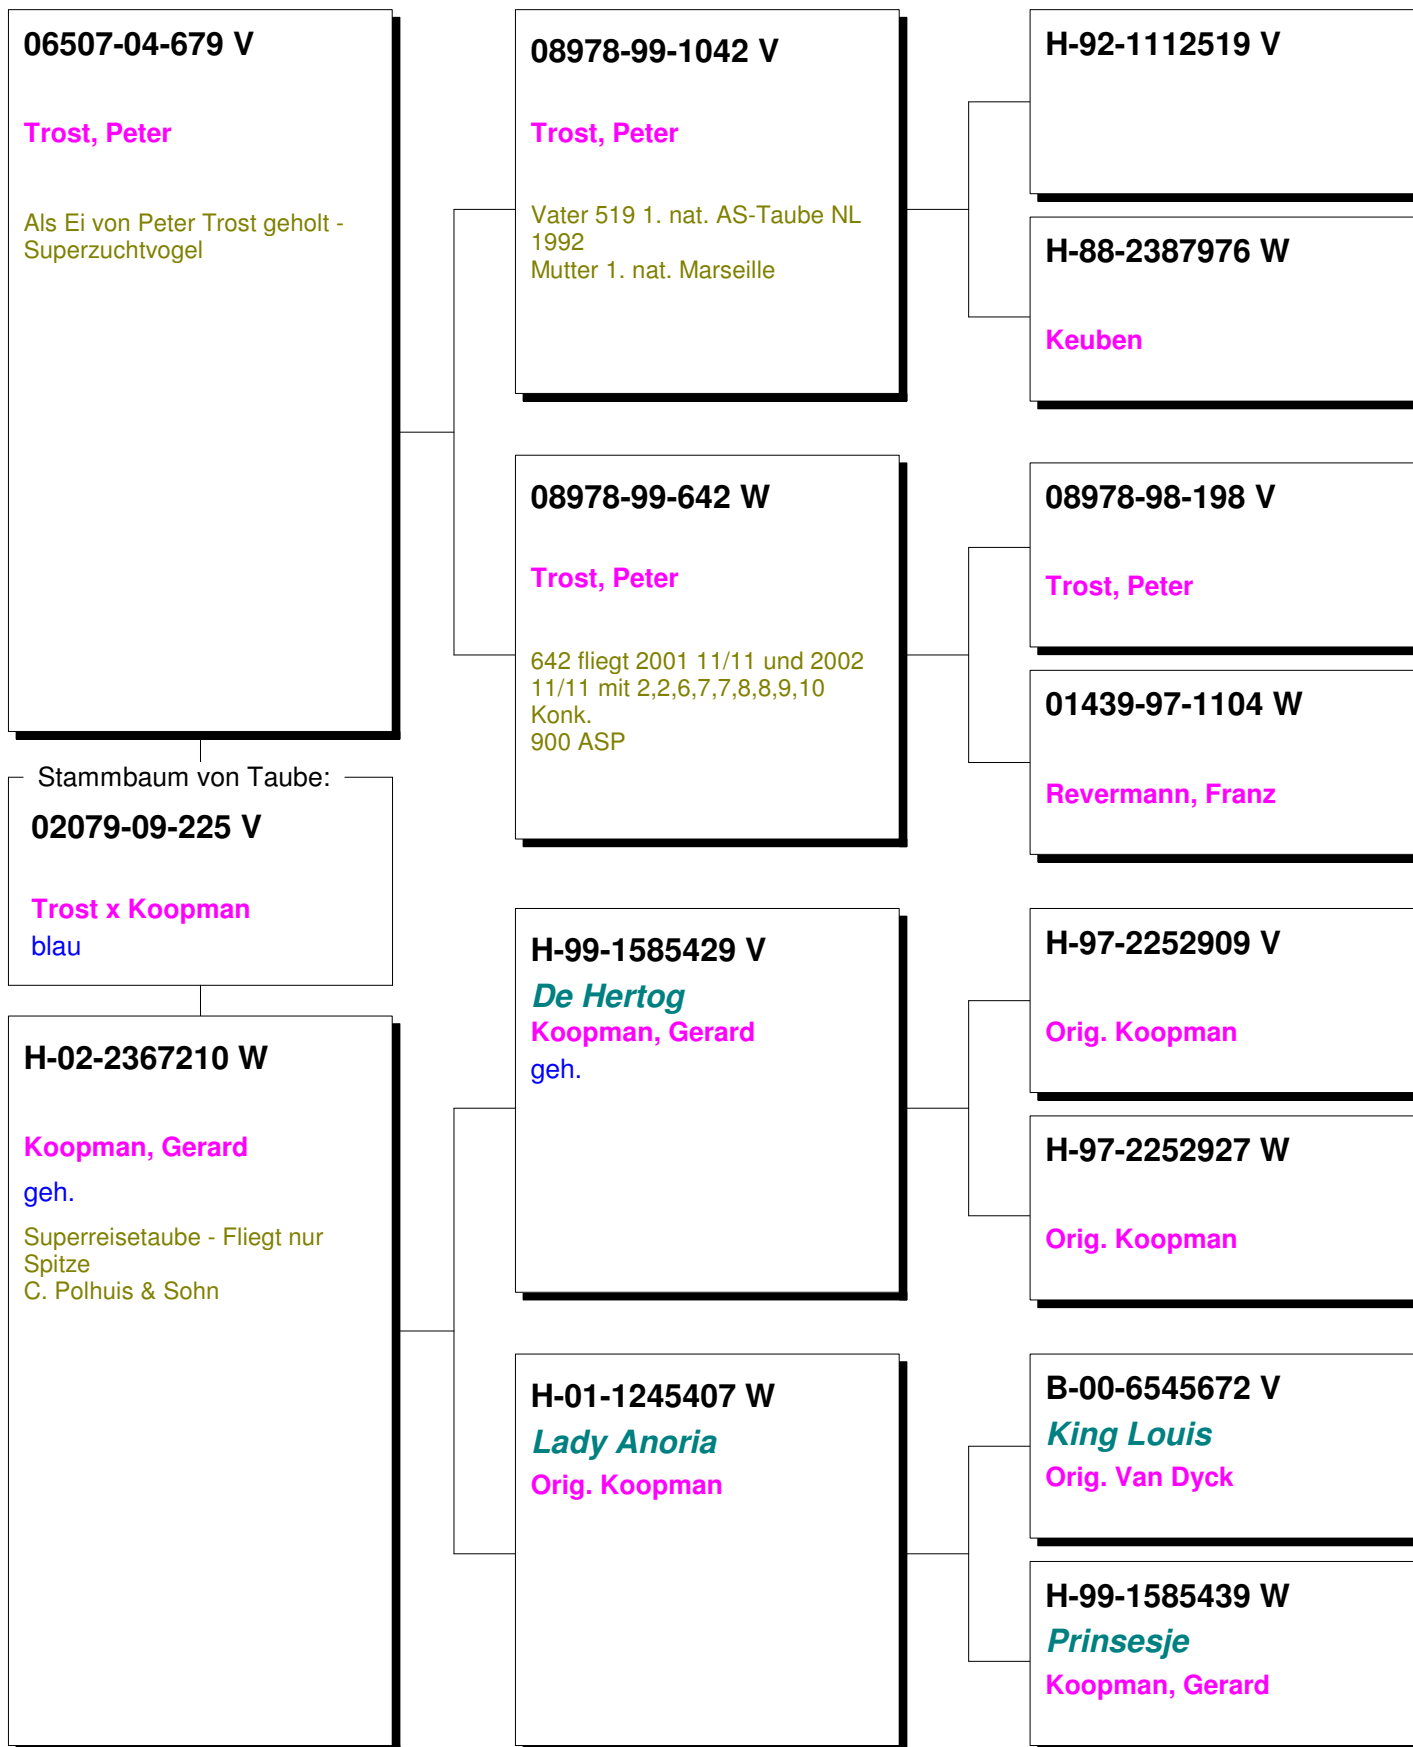 06507-04-679 V
Trost, Peter
Als Ei von Peter Trost geholt -
Superzuchtvogel
Stammbaum von Taube:
02079-09-225 V
Trost x Koopman
blau
H-02-2367210 W
Koopman, Gerard
geh.
Superreisetaube - Fliegt nur
Spitze
C. Polhuis & Sohn
08978-99-1042 V
Trost, Peter
Vater 519 1. nat. AS-Taube NL
1992
Mutter 1. nat. Marseille
08978-99-642 W
Trost, Peter
642 fliegt 2001 11/11 und 2002
11/11 mit 2,2,6,7,7,8,8,9,10
Konk.
900 ASP
H-99-1585429 V
De Hertog
Koopman, Gerard
geh.
H-01-1245407 W
Lady Anoria
Orig. Koopman
H-92-1112519 V
H-88-2387976 W
Keuben
08978-98-198 V
Trost, Peter
01439-97-1104 W
Revermann, Franz
H-97-2252909 V
Orig. Koopman
H-97-2252927 W
Orig. Koopman
B-00-6545672 V
King Louis
Orig. Van Dyck
H-99-1585439 W
Prinsesje
Koopman, Gerard